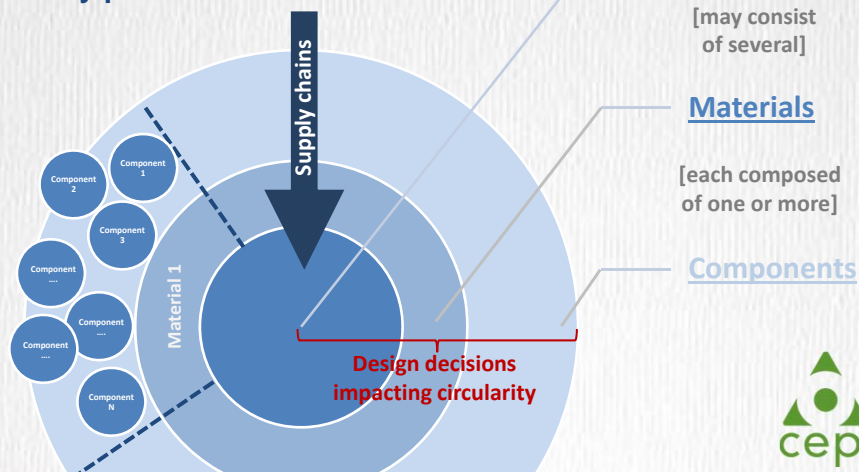 [may consist
of several]
Supply chains
Materials
Component
1
Component
2
[each composed
of one or more]
Component
3
Component
....
Material 1
Components
Component
....
Component
....
Design decisions
impacting circularity
Component
N
cep